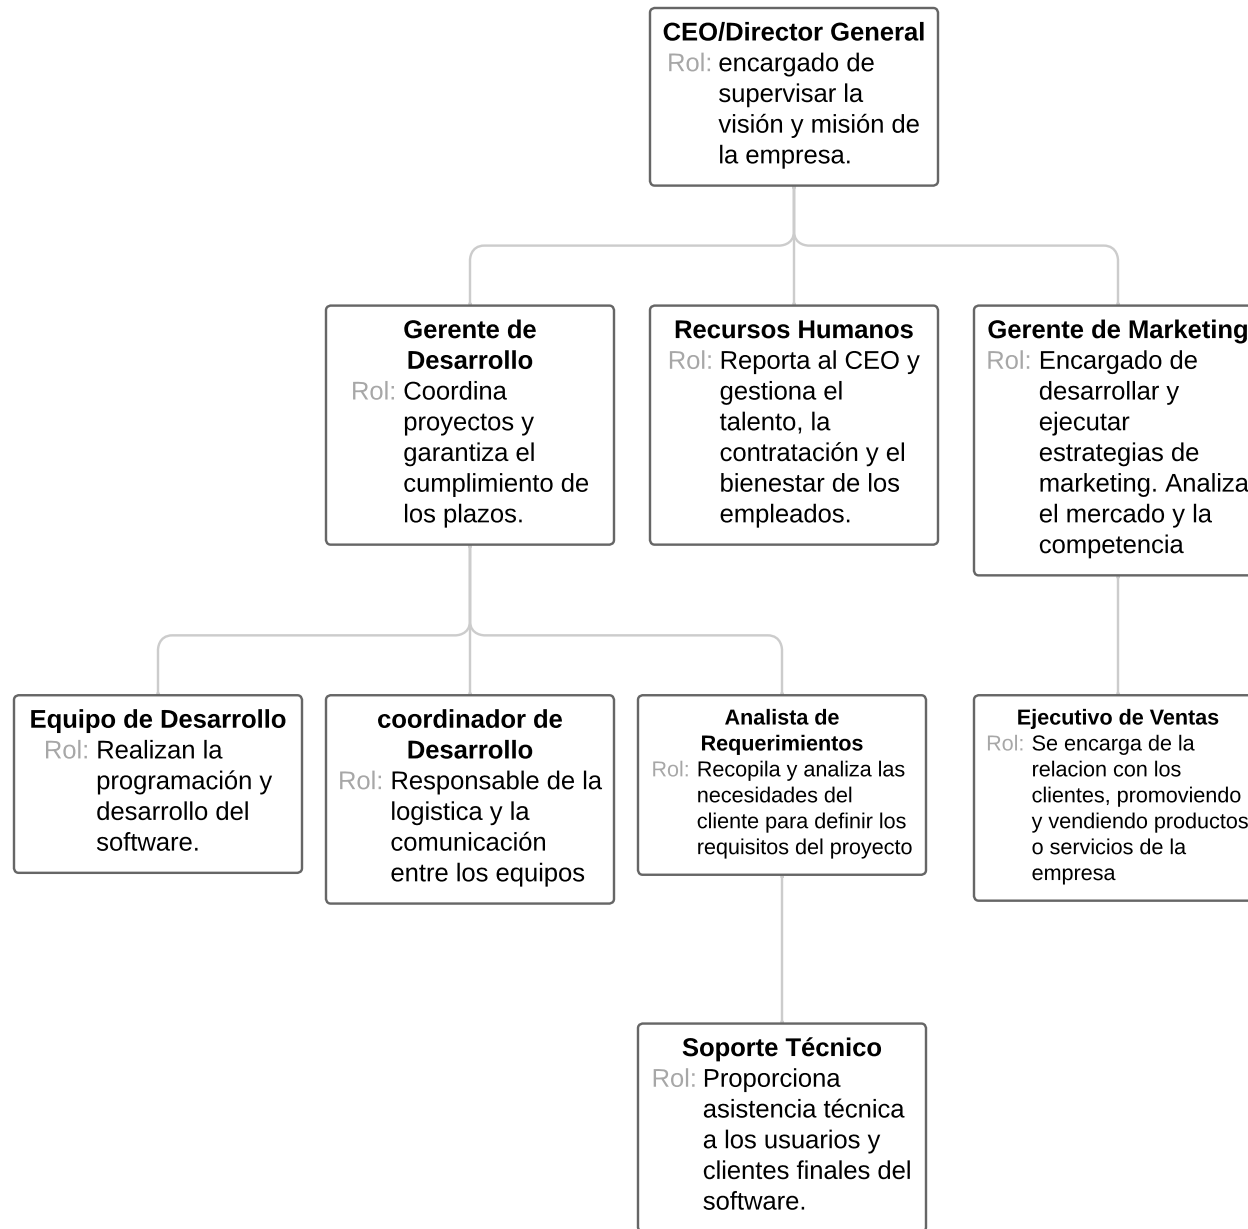 CEO/Director General
Rol: encargado de
supervisar la
visión y misión de
la empresa.
Gerente de
Desarrollo
Rol: Coordina
proyectos y
garantiza el
cumplimiento de
los plazos.
Recursos Humanos
Rol: Reporta al CEO y
gestiona el
talento, la
contratación y el
bienestar de los
empleados.
Gerente de Marketing
Rol: Encargado de
desarrollar y
ejecutar
estrategias de
marketing. Analiza
el mercado y la
competencia
Equipo de Desarrollo
Rol: Realizan la
programación y
desarrollo del
software.
coordinador de
Desarrollo
Rol: Responsable de la
logistica y la
comunicación
entre los equipos
Analista de
Requerimientos
Rol: Recopila y analiza las
necesidades del
cliente para definir los
requisitos del proyecto
Ejecutivo de Ventas
Rol: Se encarga de la
relacion con los
clientes, promoviendo
y vendiendo productos
o servicios de la
empresa
Soporte Técnico
Rol: Proporciona
asistencia técnica
a los usuarios y
clientes finales del
software.